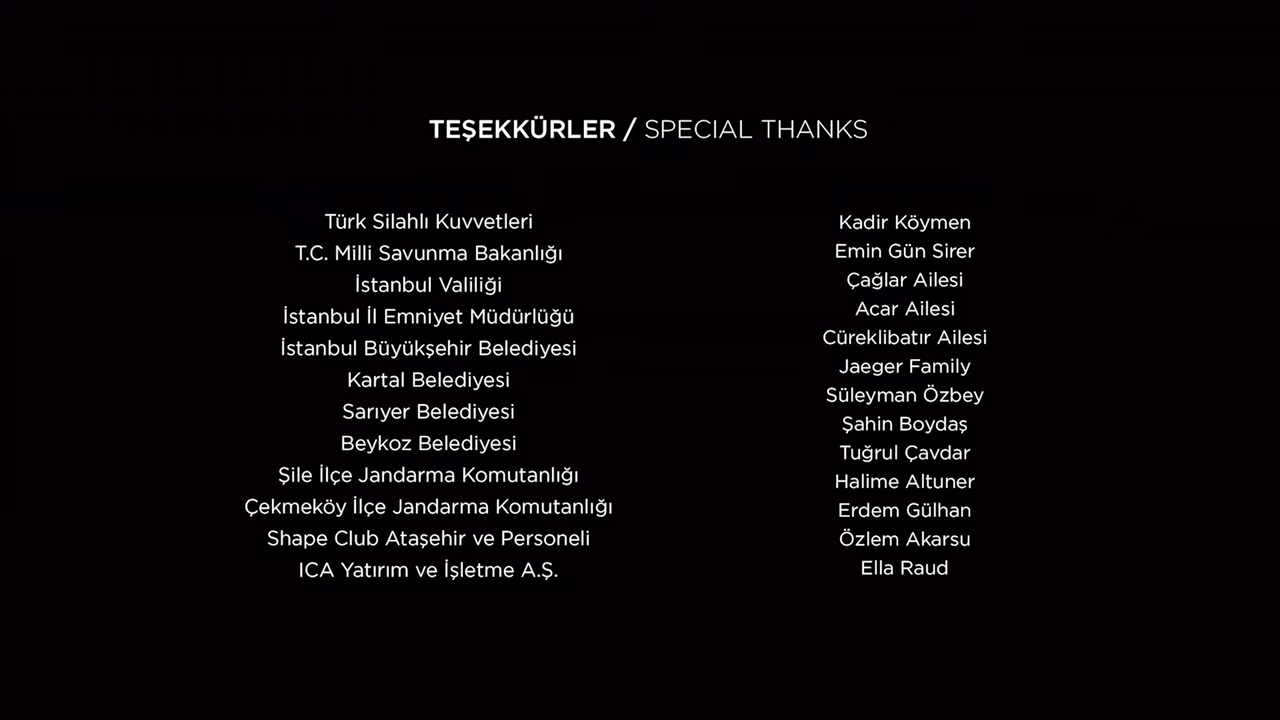 TEŞEKKÜRLER / SPECIAL THANKS
Türk Silahlı Kuvvetleri
T.C. Milli Savunma Bakanlığı
İstanbul Valiliği
İstanbul İl Emniyet Müdürlüğü
İstanbul Büyükşehir Belediyesi
Kartal Belediyesi
Sarıyer Belediyesi
Beykoz Belediyesi
Şile İlçe Jandarma Komutanlığı
Çekmeköy İlçe Jandarma Komutanlığı
Shape Club Ataşehir ve Personeli
ICA Yatırım ve İşletme A.Ş.
Kadir Köymen
Emin Gün Sirer
Çağlar Ailesi
Acar Ailesi
Cüreklibatır Ailesi
Jaeger Family
Süleyman Özbey
Şahin Boydaş
Tuğrul Çavdar
Halime Altuner
Erdem Gülhan
Özlem Akarsu
Ella Raud